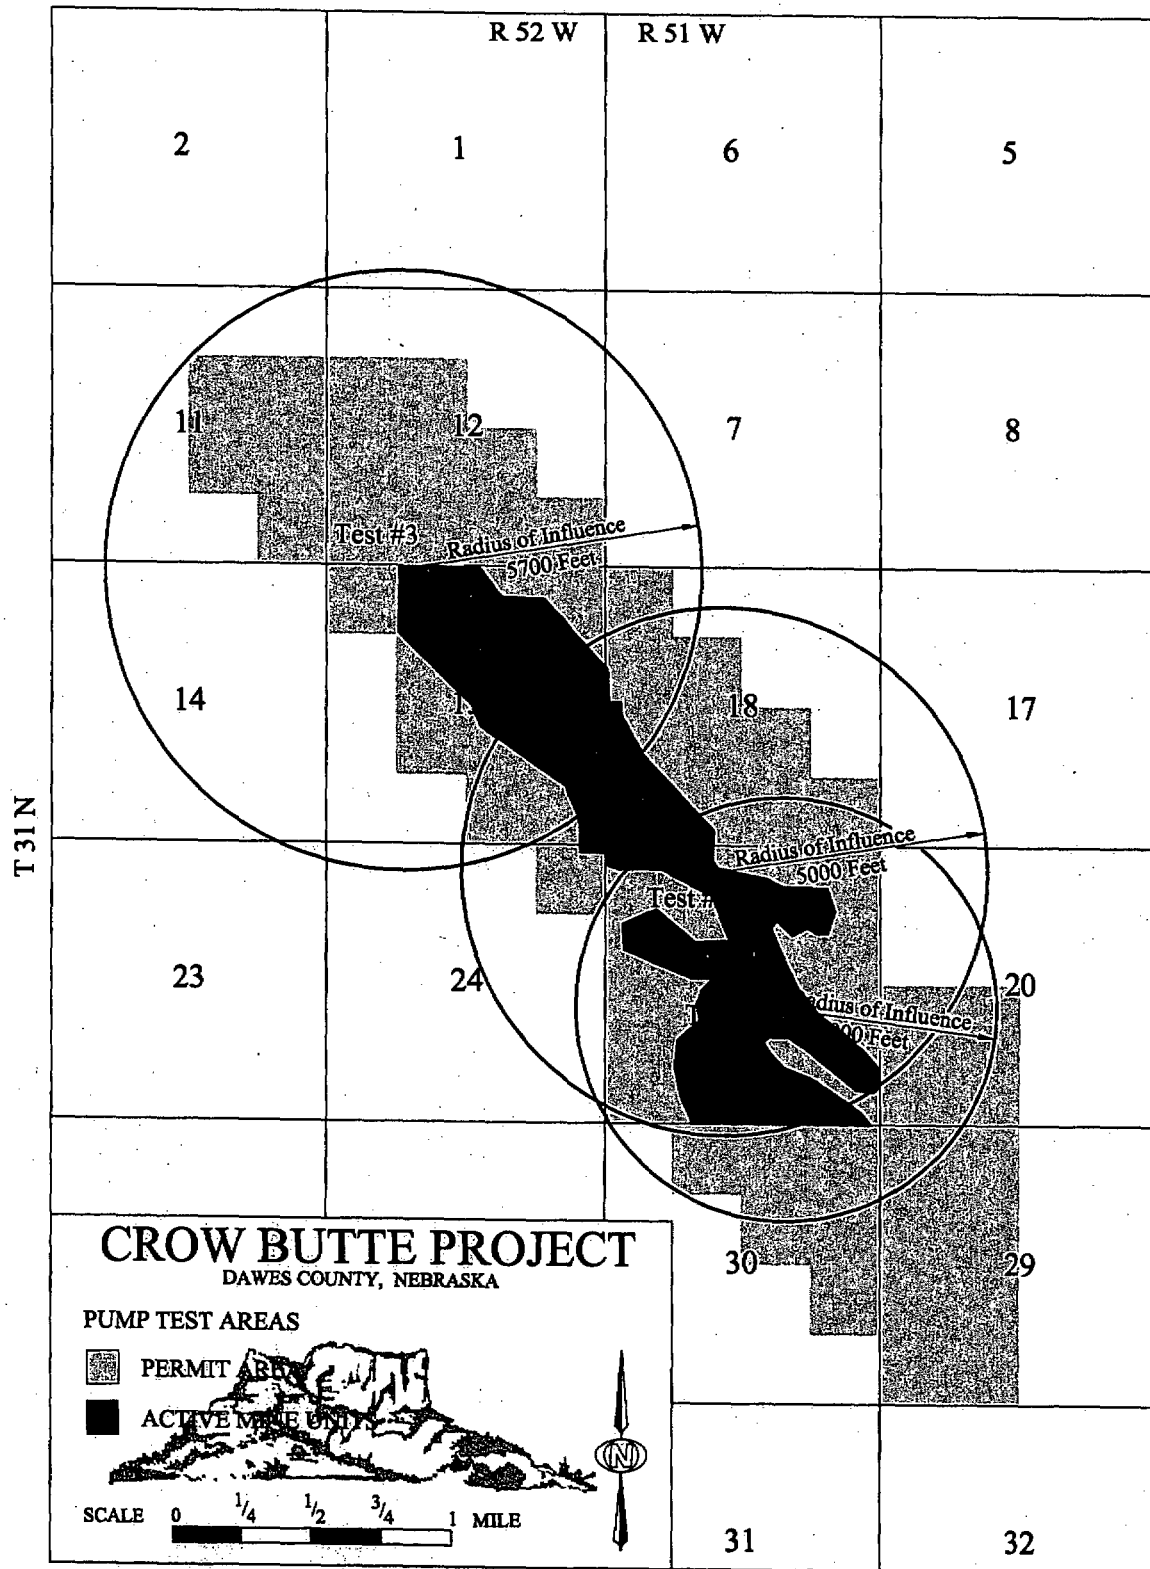 R 52 W R 51 W
2 1 6 5
11 12 7 8
Test #3
Radius of Influence
5700 Feet
14 18 17
T 31 N
Radius of Influence
5000 Feet
Test #
23 24 20
Radius of Influence
Feet
30 29
CROW BUTTE PROJECT
DAWES COUNTY, NEBRASKA
PUMP TEST AREAS
PERMIT AREA
ACTIVE MINE UNITS
N
SCALE 0 1/4 1/2 3/4 1 MILE
31 32